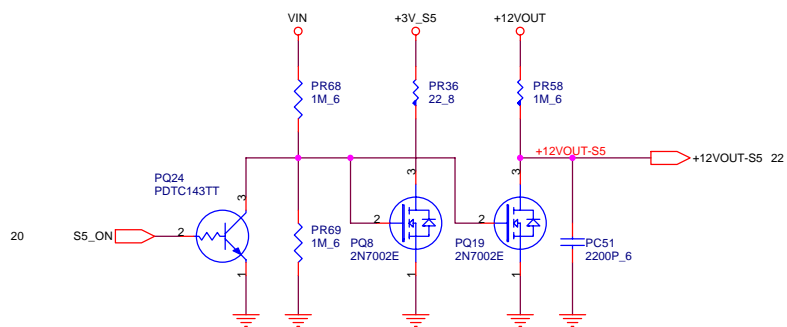 VIN
+3V_S5
+12VOUT
PR68
1M_6
PR36
22_8
PR58
1M_6
+12VOUT-S5
+12VOUT-S5 22
PQ24
PDTC143TT
3
3
3
20
S5_ON
2
2
2
PR69
1M_6
PQ8
2N7002E
PQ19
2N7002E
PC51
2200P_6
1
1
1